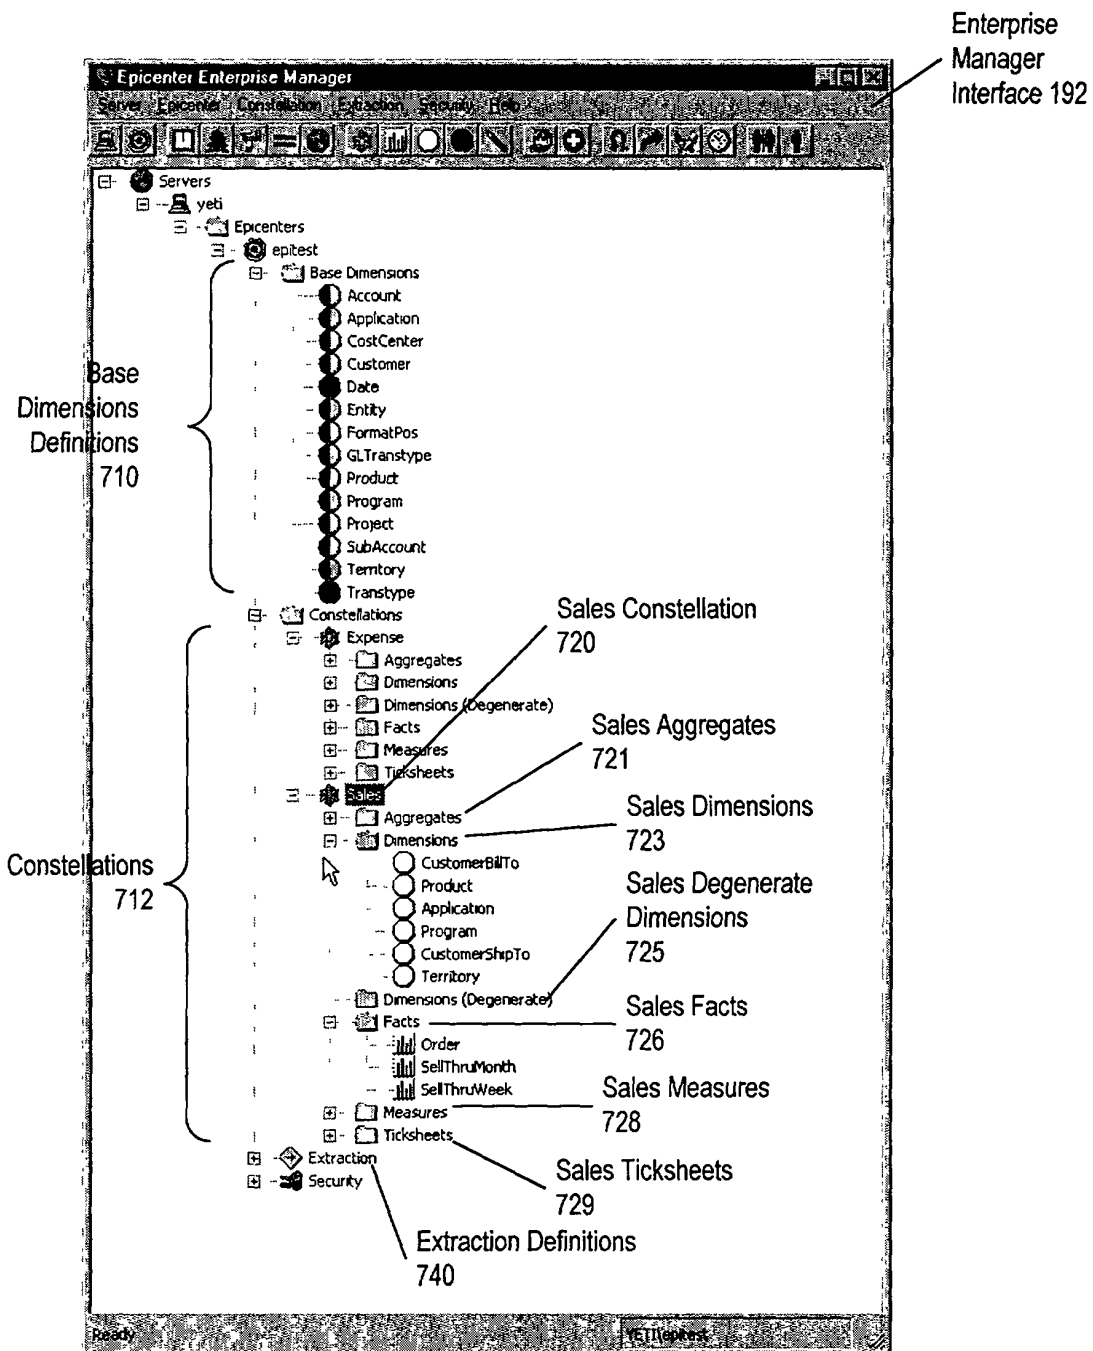 Enterprise
Manager
Interface 192
Epicenter Enterprise Manager
Server Epicenter Constellation Extraction Security Help
Servers
yeti
Epicenters
epitest
Base Dimensions
Account
Application
CostCenter
Customer
Date
Entity
FormatPos
GLTranstype
Product
Program
Project
SubAccount
Territory
Transtype
Base
Dimensions
Definitions
710
Constellations
Expense
Aggregates
Dimensions
Dimensions (Degenerate)
Facts
Measures
Ticksheets
Sales
Aggregates
Dimensions
CustomerBillTo
Product
Application
Program
CustomerShipTo
Territory
Dimensions (Degenerate)
Facts
Order
SellThruMonth
SellThruWeek
Measures
Ticksheets
Extraction
Security
Constellations
712
Sales Constellation
720
Sales Aggregates
721
Sales Dimensions
723
Sales Degenerate
Dimensions
725
Sales Facts
726
Sales Measures
728
Sales Ticksheets
729
Extraction Definitions
740
Ready
YETI\epitest